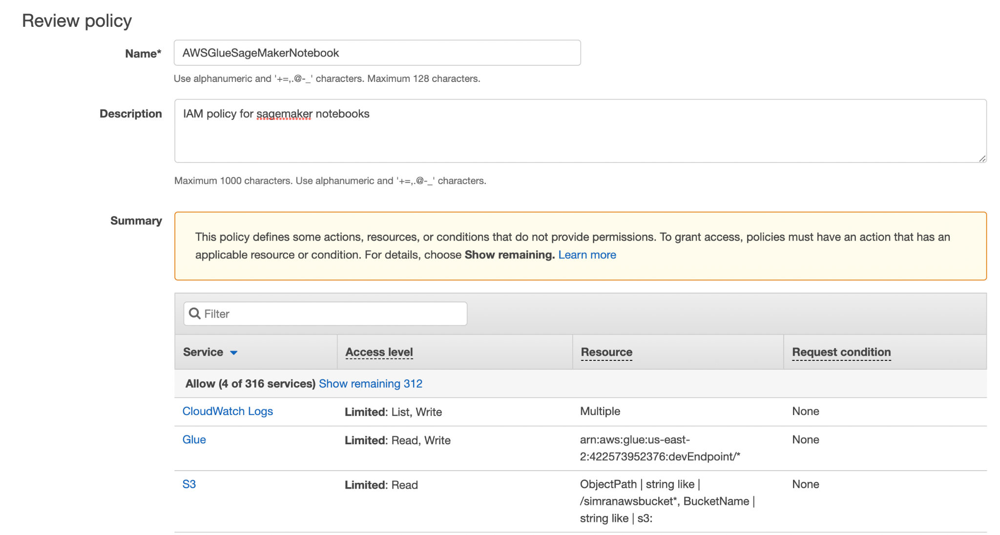 Review policy
Name*
AWSGlueSageMakerNotebook
Use alphanumeric and '+=,.@-_' characters. Maximum 128 characters.
Description
IAM policy for sagemaker notebooks
Maximum 1000 characters. Use alphanumeric and '+=,.@-_' characters.
Summary
This policy defines some actions, resources, or conditions that do not provide permissions. To grant access, policies must have an action that has an
applicable resource or condition. For details, choose Show remaining. Learn more
Filter
Service Access level Resource Request condition
Allow (4 of 316 services) Show remaining 312
CloudWatch Logs Limited: List, Write Multiple None
Glue Limited: Read, Write arn:aws:glue:us-east- None
2:422573952376:devEndpoint/*
S3 Limited: Read ObjectPath | string like | None
/simranawsbucket*, BucketName |
string like | s3: